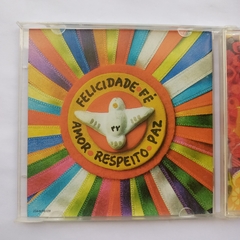 FELICIDADE FÉ
AMOR • RESPEITO • PAZ